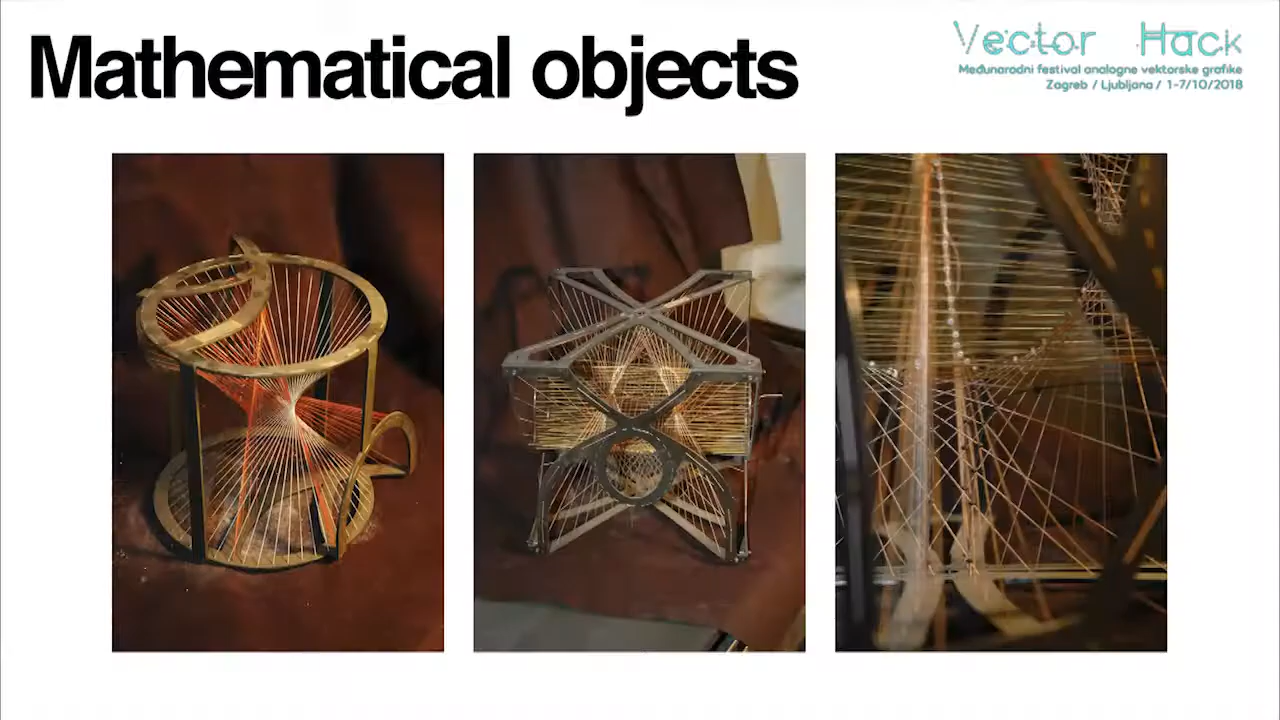 Mathematical objects
Vector Hack
Međunarodni festival analogne vektorske grafike
Zagreb / Ljubljana / 1-7/10/2018